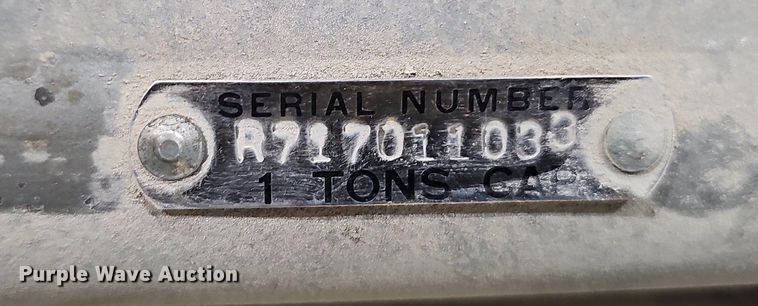 SERIAL NUMBER
R717011033
1 TONS CAP
Purple Wave Auction